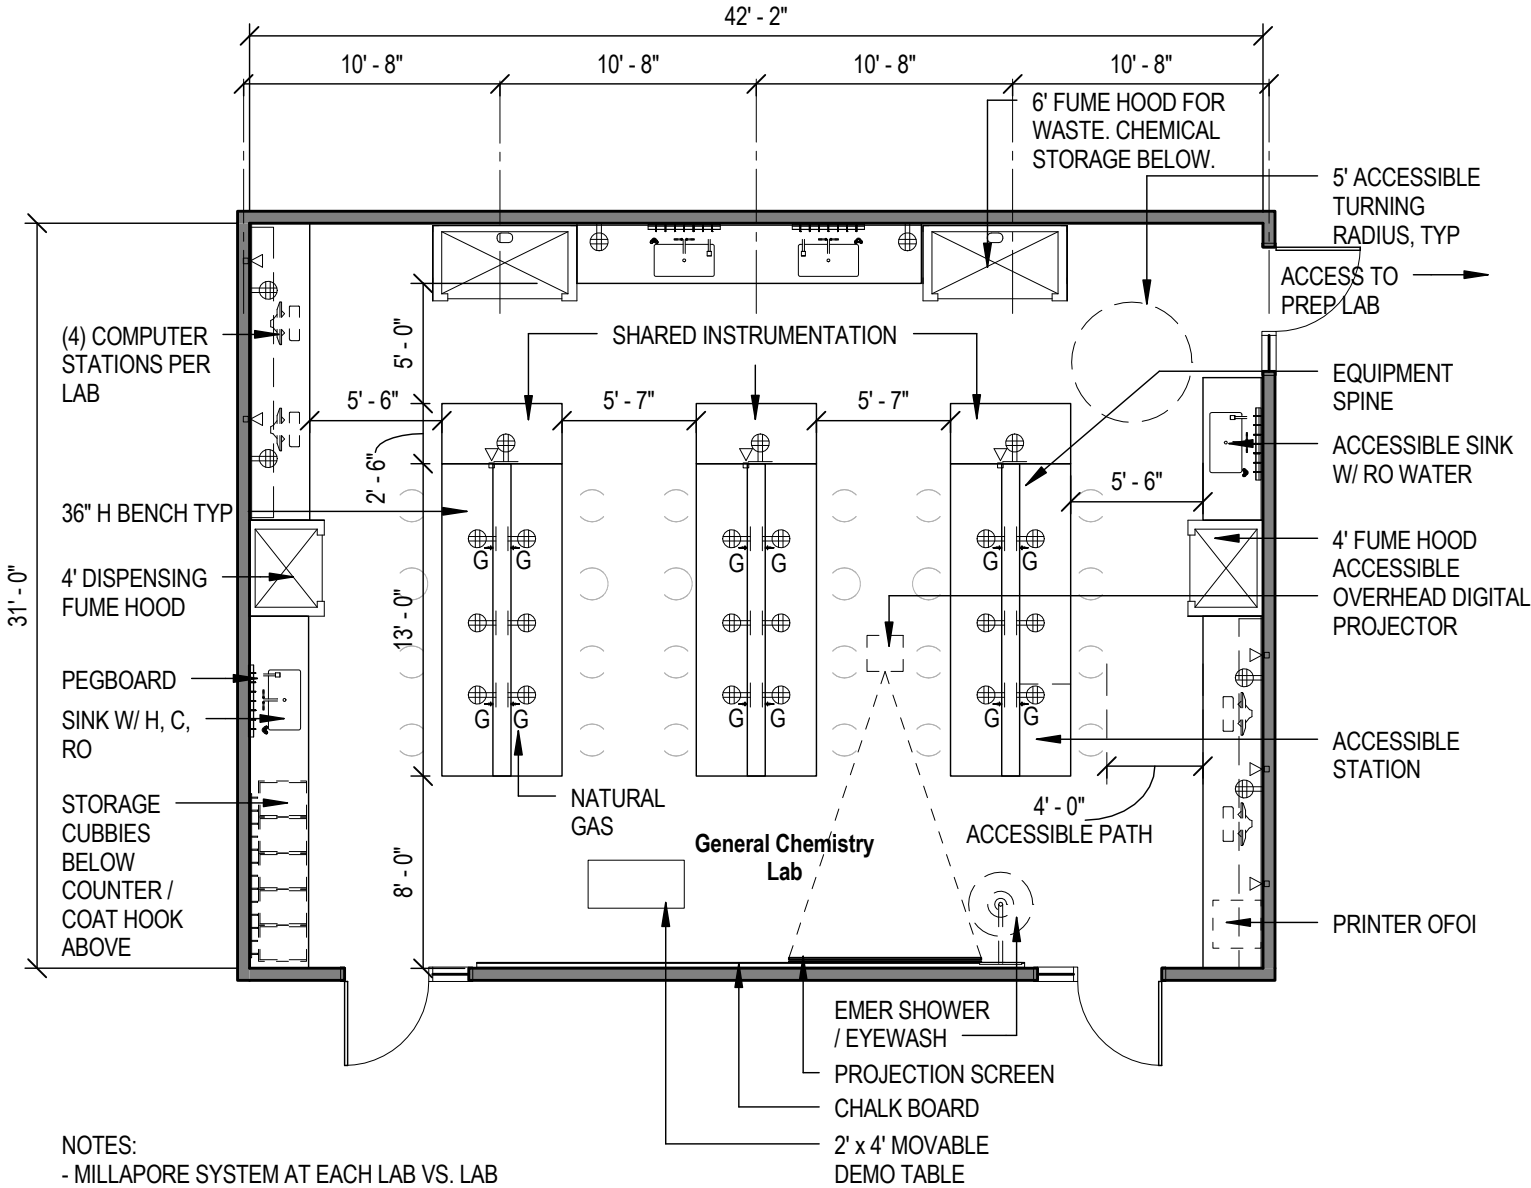 42' - 2"
10' - 8"
10' - 8"
10' - 8"
10' - 8"
6' FUME HOOD FOR
WASTE. CHEMICAL
STORAGE BELOW.
5' ACCESSIBLE
TURNING
RADIUS, TYP
ACCESS TO
PREP LAB
(4) COMPUTER
STATIONS PER
LAB
SHARED INSTRUMENTATION
5' - 0"
5' - 6"
5' - 7"
5' - 7"
EQUIPMENT
SPINE
ACCESSIBLE SINK
W/ RO WATER
2' - 6"
5' - 6"
36" H BENCH TYP
4' DISPENSING
FUME HOOD
G G
G G
G G
4' FUME HOOD
ACCESSIBLE
OVERHEAD DIGITAL
PROJECTOR
31' - 0"
13' - 0"
PEGBOARD
SINK W/ H, C,
RO
G G
G G
G G
ACCESSIBLE
STATION
STORAGE
CUBBIES
BELOW
COUNTER /
COAT HOOK
ABOVE
NATURAL
GAS
4' - 0"
ACCESSIBLE PATH
8' - 0"
General Chemistry
Lab
PRINTER OFOI
EMER SHOWER
/ EYEWASH
PROJECTION SCREEN
CHALK BOARD
2' x 4' MOVABLE
DEMO TABLE
NOTES:
- MILLAPORE SYSTEM AT EACH LAB VS. LAB